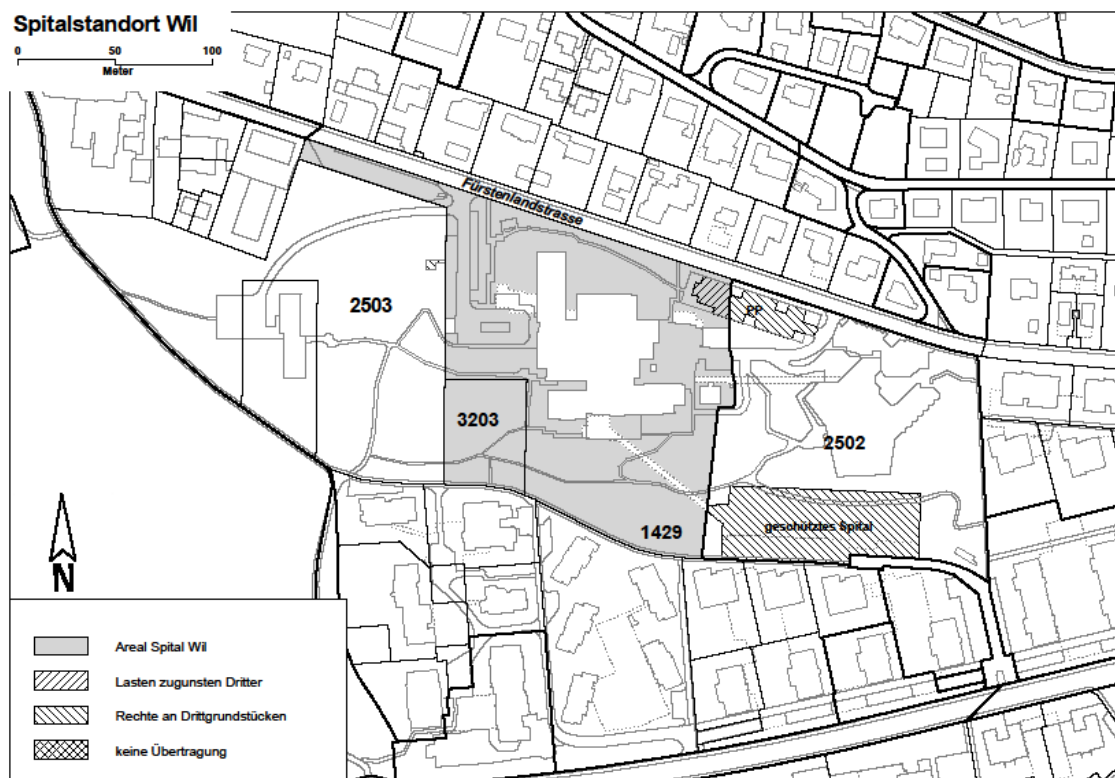 Spitalstandort Wil
0 50 100
Meter
Fürstenlandstrasse
2503
PP
3203
2502
geschütztes Spital
1429
N
Areal Spital Wil
Lasten zugunsten Dritter
Rechte an Drittgrundstücken
keine Übertragung